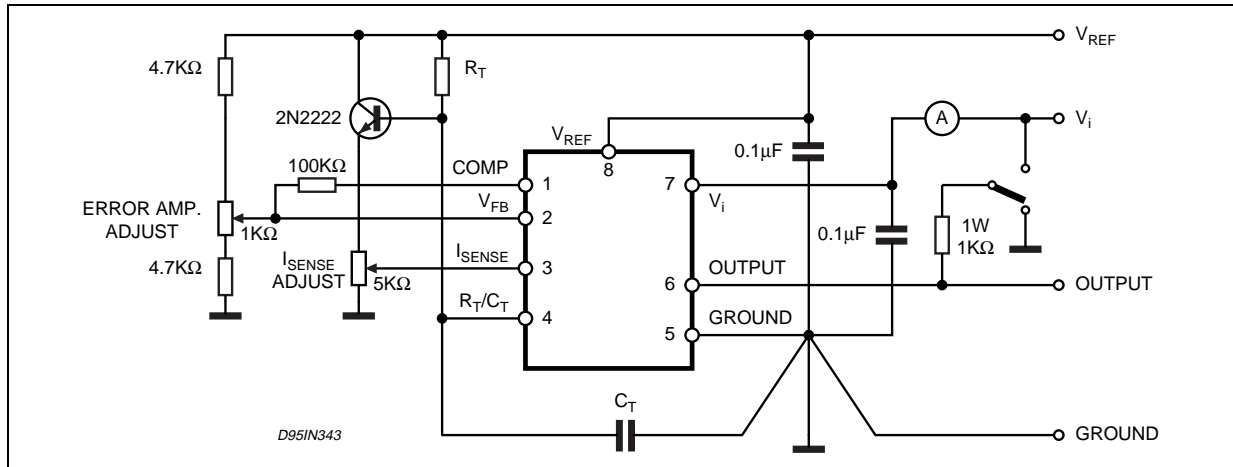 V_REF
4.7KΩ
R_T
2N2222
A
V_i
V_REF
8
0.1µF
100KΩ
COMP
1
7
V_i
V_FB
2
ERROR AMP.
ADJUST
1KΩ
0.1µF
1W
1KΩ
I_SENSE
ADJUST
I_SENSE
3
4.7KΩ
5KΩ
OUTPUT
6
OUTPUT
R_T/C_T
4
GROUND
5
C_T
D95IN343
GROUND